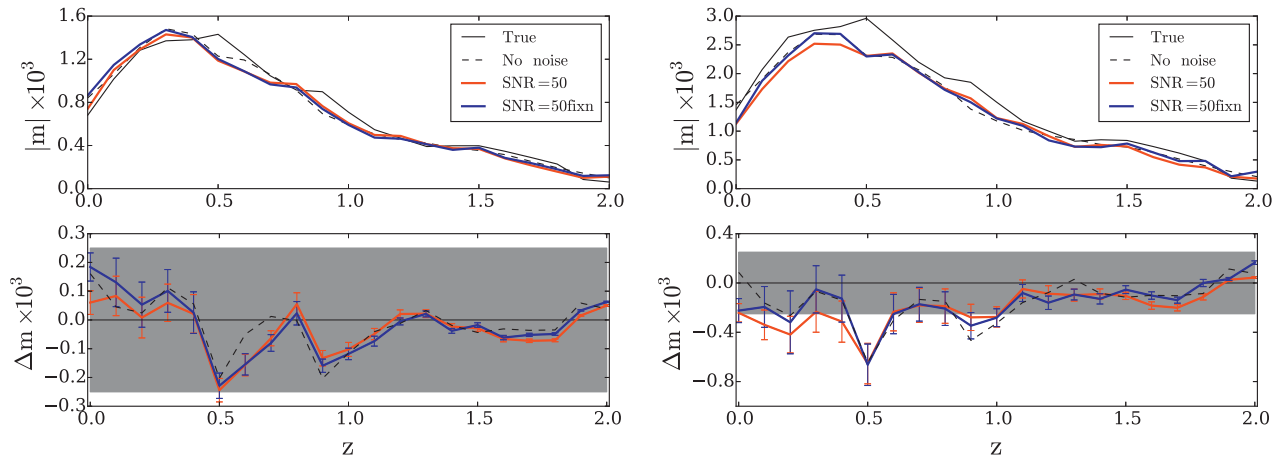 1.6
1.2
0.8
0.4
0.0
|m| ×10³
True
No noise
SNR=50
SNR=50fixn
0.0 0.5 1.0 1.5 2.0
3.0
2.5
2.0
1.5
1.0
0.5
0.0
|m| ×10³
True
No noise
SNR=50
SNR=50fixn
0.0 0.5 1.0 1.5 2.0
0.3
0.2
0.1
0.0
−0.1
−0.2
−0.3
Δm ×10³
0.0 0.5 1.0 1.5 2.0
z
0.4
0.0
−0.4
−0.8
Δm ×10³
0.0 0.5 1.0 1.5 2.0
z